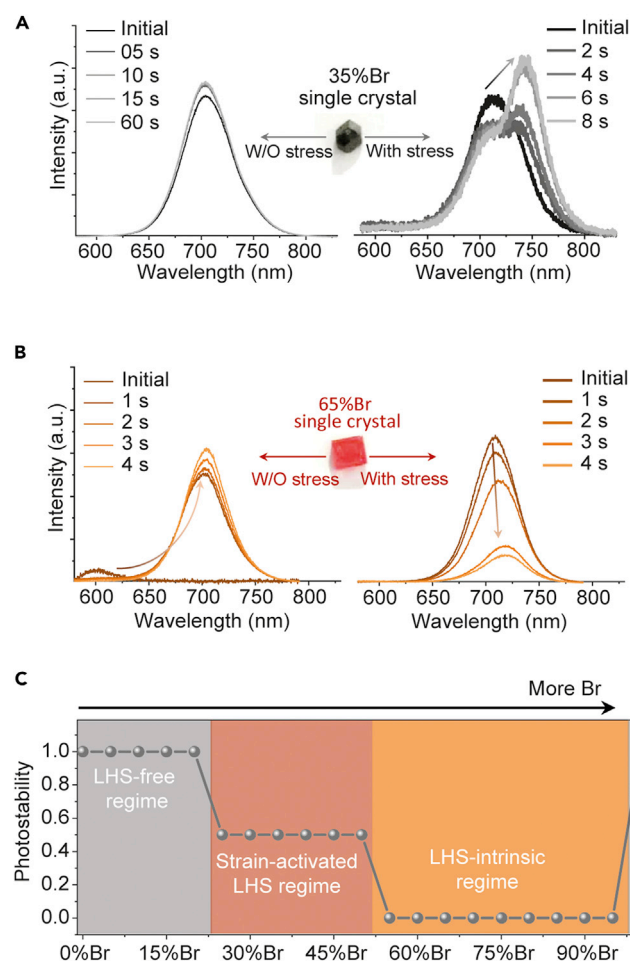 A
Intensity (a.u.)
Initial
05 s
10 s
15 s
60 s
35%Br
single crystal
W/O stress
With stress
Initial
2 s
4 s
6 s
8 s
600 650 700 750 800
Wavelength (nm)
600 650 700 750 800
Wavelength (nm)
B
Intensity (a.u.)
Initial
1 s
2 s
3 s
4 s
65%Br
single crystal
W/O stress
With stress
Initial
1 s
2 s
3 s
4 s
600 650 700 750 800
Wavelength (nm)
600 650 700 750 800
Wavelength (nm)
C
More Br
Photostability
1.0
0.8
0.6
0.4
0.2
0.0
LHS-free
regime
Strain-activated
LHS regime
LHS-intrinsic
regime
0%Br 15%Br 30%Br 45%Br 60%Br 75%Br 90%Br